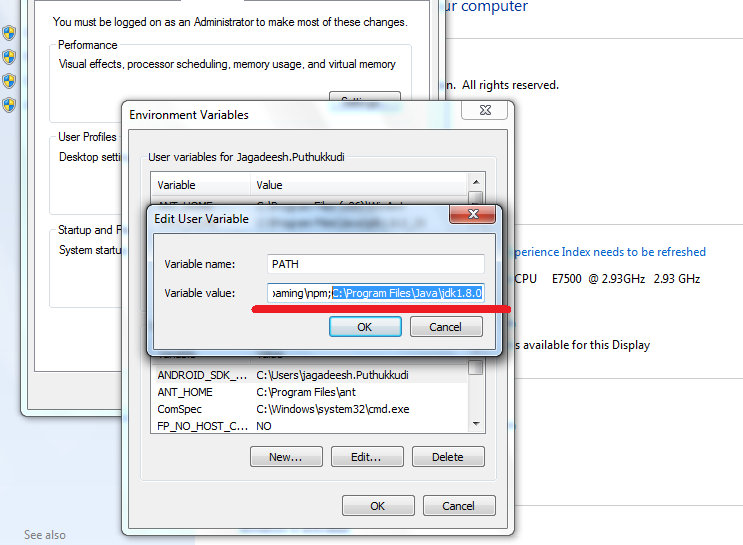 You must be logged on as an Administrator to make most of these changes.
Performance
Visual effects, processor scheduling, memory usage, and virtual memory
ur computer
n. All rights reserved.
Environment Variables
User Profiles
Desktop setti
User variables for Jagadeesh.Puthukkudi
Variable Value
Edit User Variable
Startup and
System startu
Variable name: PATH
Variable value: oaming\npm;C:\Program Files\Java\jdk1.8.0
OK Cancel
perience Index needs to be refreshed
CPU E7500 @ 2.93GHz 2.93 GHz
s available for this Display
ANDROID_SDK_... C:\Users\jagadeesh.Puthukkudi
ANT_HOME C:\Program Files\ant
ComSpec C:\Windows\system32\cmd.exe
FP_NO_HOST_C... NO
New... Edit... Delete
OK Cancel
See also